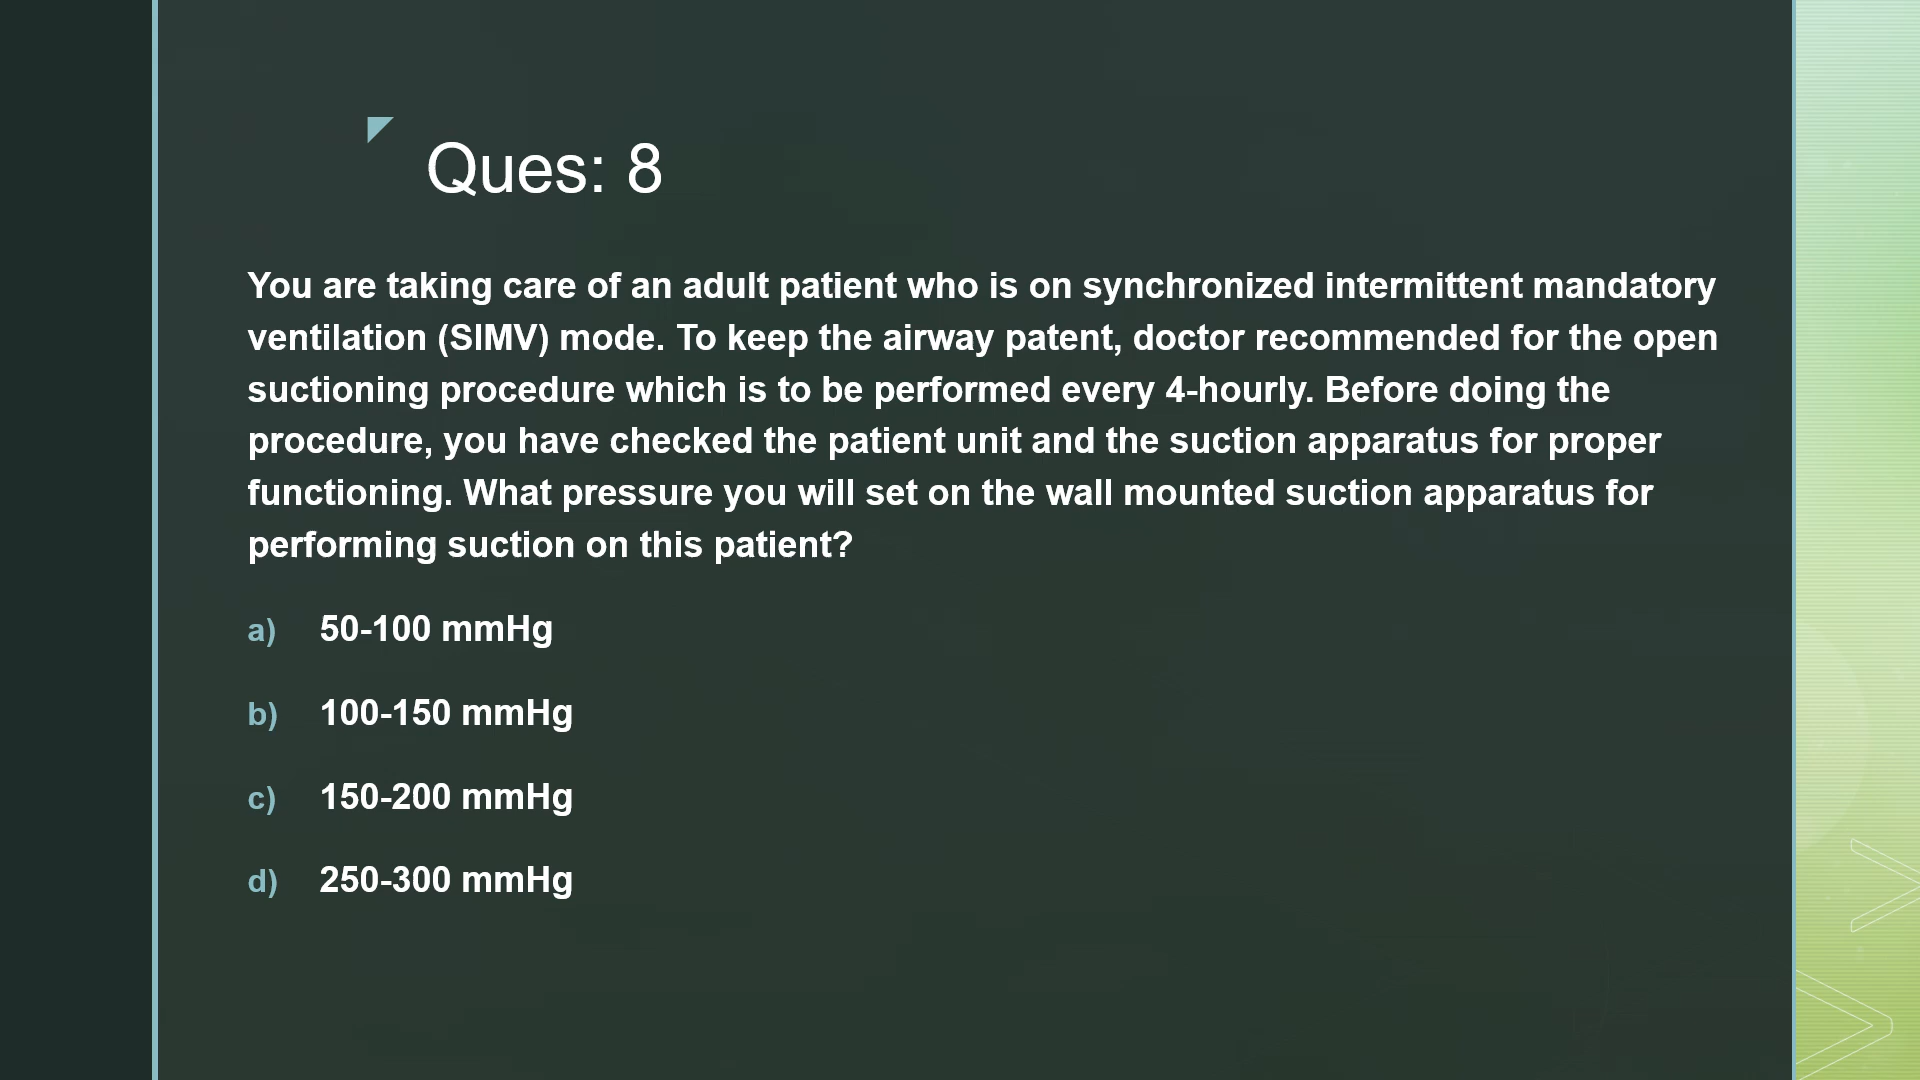 Ques: 8
You are taking care of an adult patient who is on synchronized intermittent mandatory
ventilation (SIMV) mode. To keep the airway patent, doctor recommended for the open
suctioning procedure which is to be performed every 4-hourly. Before doing the
procedure, you have checked the patient unit and the suction apparatus for proper
functioning. What pressure you will set on the wall mounted suction apparatus for
performing suction on this patient?
a) 50-100 mmHg
b) 100-150 mmHg
c) 150-200 mmHg
d) 250-300 mmHg